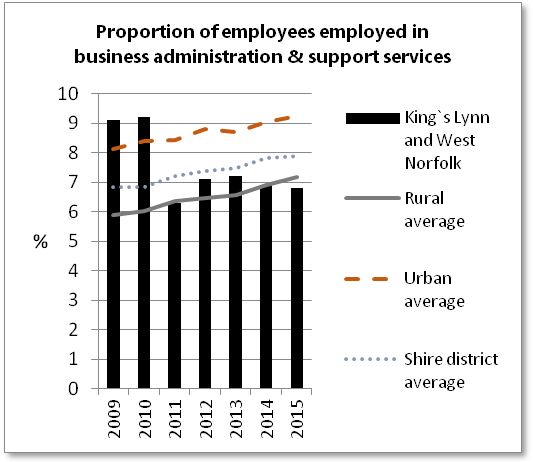 Proportion of employees employed in
business administration & support services
10
9
8
7
6
5
4
3
2
1
0
%
2009
2010
2011
2012
2013
2014
2015
King`s Lynn
and West
Norfolk
Rural
average
Urban
average
Shire district
average